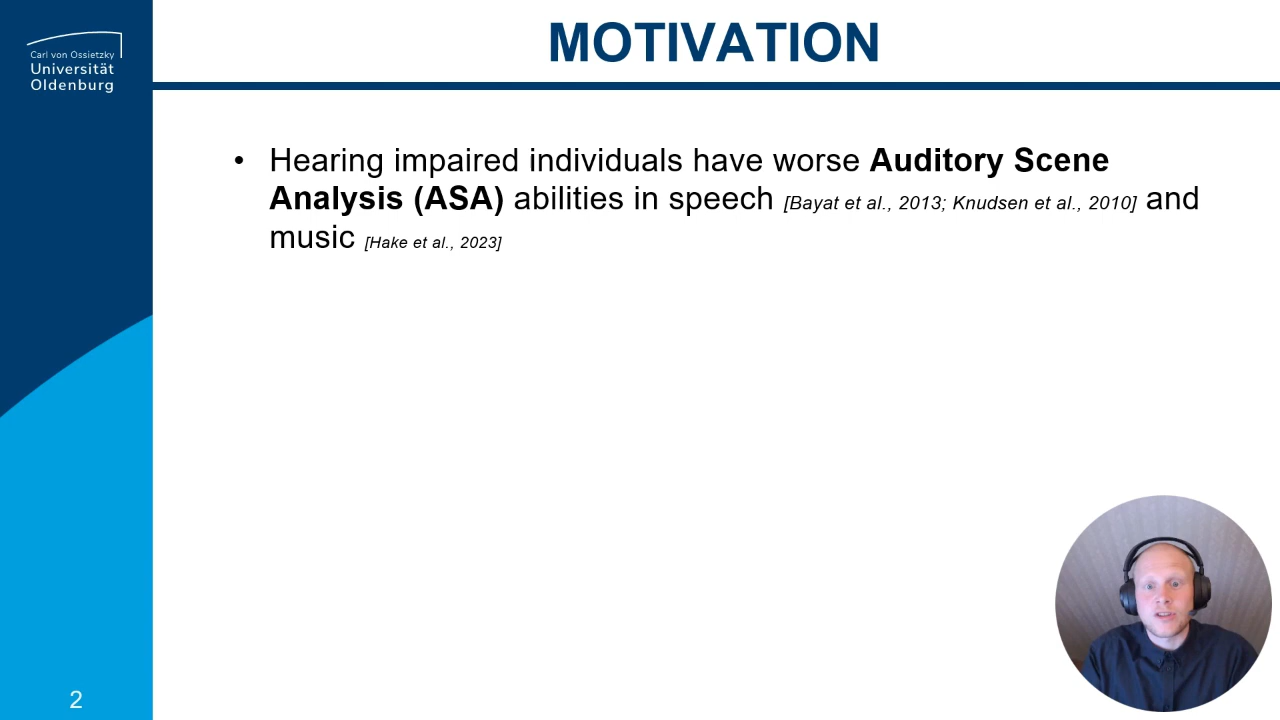 Carl von Ossietzky
Universität
Oldenburg
MOTIVATION
• Hearing impaired individuals have worse Auditory Scene
Analysis (ASA) abilities in speech [Bayat et al., 2013; Knudsen et al., 2010] and
music [Hake et al., 2023]
2